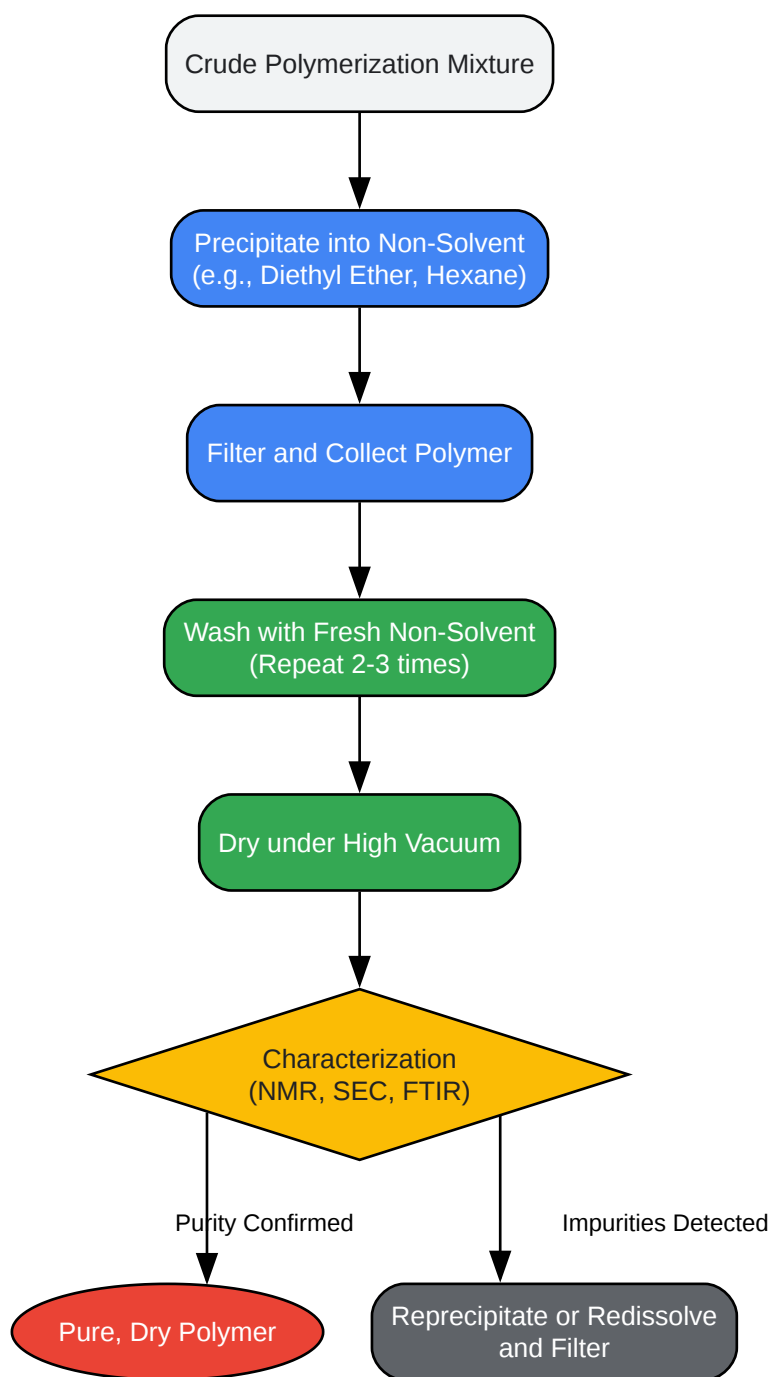 Crude Polymerization Mixture
Precipitate into Non-Solvent
(e.g., Diethyl Ether, Hexane)
Filter and Collect Polymer
Wash with Fresh Non-Solvent
(Repeat 2-3 times)
Dry under High Vacuum
Characterization
(NMR, SEC, FTIR)
Purity Confirmed
Impurities Detected
Pure, Dry Polymer
Reprecipitate or Redissolve
and Filter